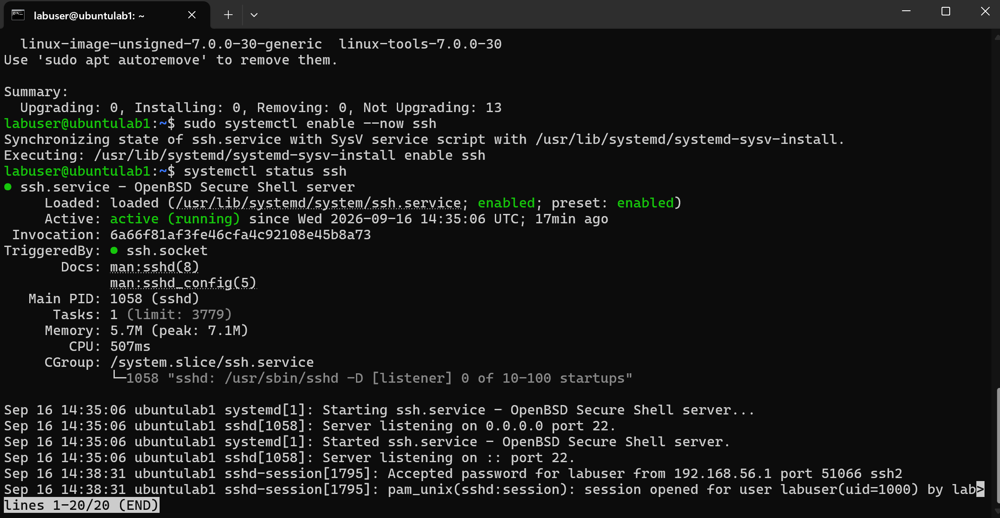 labuser@ubuntulab1: ~
  linux-image-unsigned-7.0.0-30-generic  linux-tools-7.0.0-30
Use 'sudo apt autoremove' to remove them.

Summary:
  Upgrading: 0, Installing: 0, Removing: 0, Not Upgrading: 13
labuser@ubuntulab1:~$ sudo systemctl enable --now ssh
Synchronizing state of ssh.service with SysV service script with /usr/lib/systemd/systemd-sysv-install.
Executing: /usr/lib/systemd/systemd-sysv-install enable ssh
labuser@ubuntulab1:~$ systemctl status ssh
● ssh.service - OpenBSD Secure Shell server
     Loaded: loaded (/usr/lib/systemd/system/ssh.service; enabled; preset: enabled)
     Active: active (running) since Wed 2026-09-16 14:35:06 UTC; 17min ago
 Invocation: 6a66f81af3fe46cfa4c92108e45b8a73
TriggeredBy: ● ssh.socket
       Docs: man:sshd(8)
             man:sshd_config(5)
   Main PID: 1058 (sshd)
      Tasks: 1 (limit: 3779)
     Memory: 5.7M (peak: 7.1M)
        CPU: 507ms
     CGroup: /system.slice/ssh.service
             └─1058 "sshd: /usr/sbin/sshd -D [listener] 0 of 10-100 startups"

Sep 16 14:35:06 ubuntulab1 systemd[1]: Starting ssh.service - OpenBSD Secure Shell server...
Sep 16 14:35:06 ubuntulab1 sshd[1058]: Server listening on 0.0.0.0 port 22.
Sep 16 14:35:06 ubuntulab1 systemd[1]: Started ssh.service - OpenBSD Secure Shell server.
Sep 16 14:35:06 ubuntulab1 sshd[1058]: Server listening on :: port 22.
Sep 16 14:38:31 ubuntulab1 sshd-session[1795]: Accepted password for labuser from 192.168.56.1 port 51066 ssh2
Sep 16 14:38:31 ubuntulab1 sshd-session[1795]: pam_unix(sshd:session): session opened for user labuser(uid=1000) by lab>
lines 1-20/20 (END)